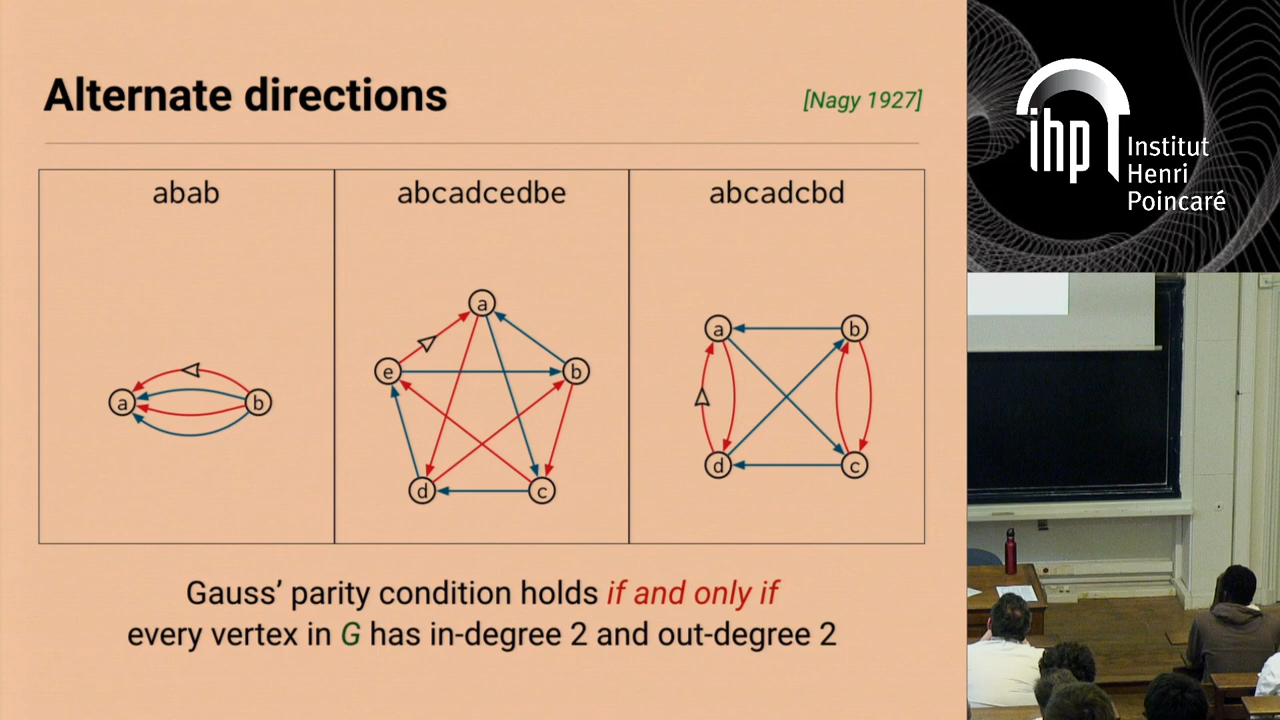 Alternate directions
[Nagy 1927]
abab
abcadcedbe
abcadcbd
a
b
a
e
b
d
c
a
b
d
c
Gauss’ parity condition holds if and only if
every vertex in G has in-degree 2 and out-degree 2
ihp
Institut
Henri
Poincaré